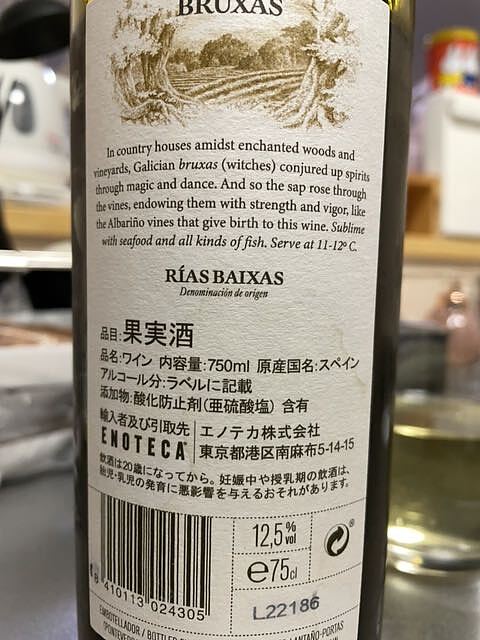 BRUXAS
In country houses amidst enchanted woods and
vineyards, Galician bruxas (witches) conjured up spirits
through magic and dance. And so the sap rose through
the vines, endowing them with strength and vigor, like
the Albariño vines that give birth to this wine. Sublime
with seafood and all kinds of fish. Serve at 11-12º C.
RÍAS BAIXAS
Denominación de origen
品目:果実酒
品名:ワイン 内容量:750ml 原産国名:スペイン
アルコール分:ラベルに記載
添加物:酸化防止剤(亜硫酸塩) 含有
輸入者及び引取先 エノテカ株式会社
ENOTECA® 東京都港区南麻布5-14-15
飲酒は20歳になってから。妊娠中や授乳期の飲酒は、
胎児・乳児の発育に悪影響を与えるおそれがあります。
12,5% vol
e75cl
8 410113 024305
L22186
EMBOTELLADOR / BOTTLER
(PONTEVEDRA
ANTAÑO-PORTAS